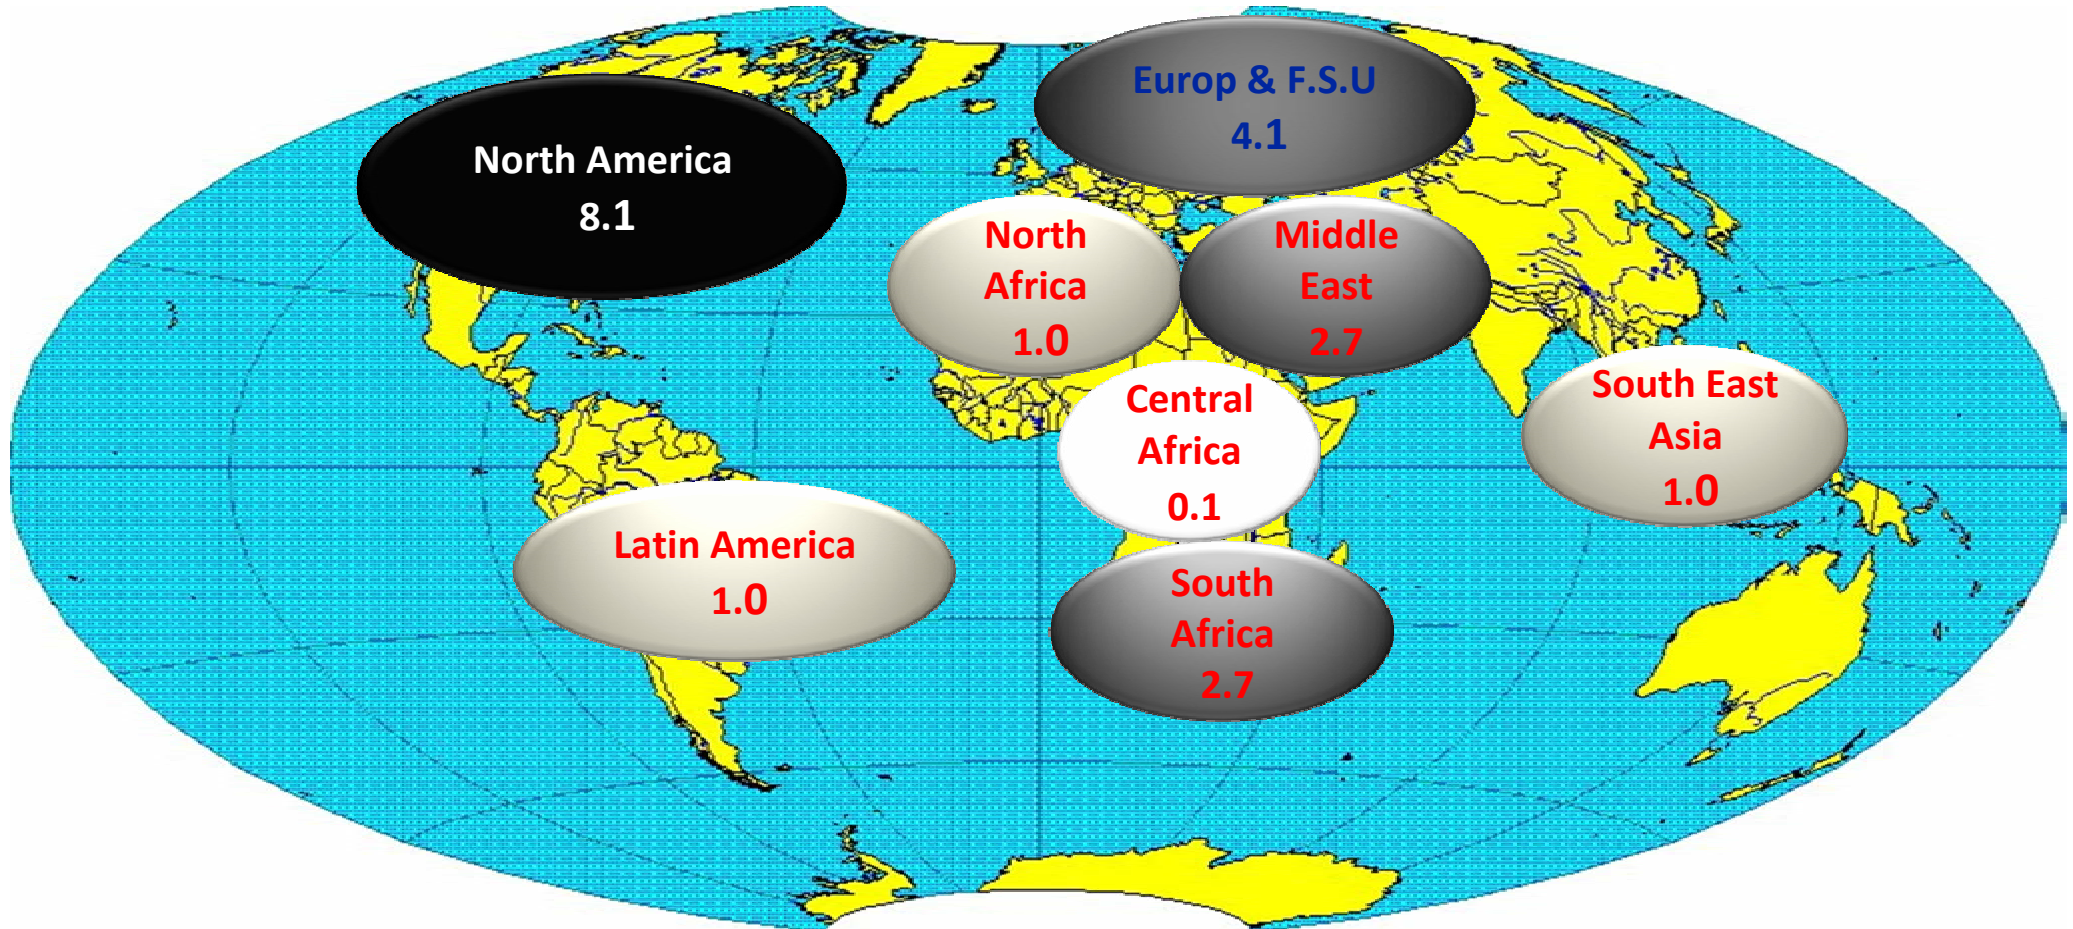 North America
8.1
Europ & F.S.U
4.1
North
Africa
1.0
Middle
East
2.7
Central
Africa
0.1
South East
Asia
1.0
Latin America
1.0
South
Africa
2.7